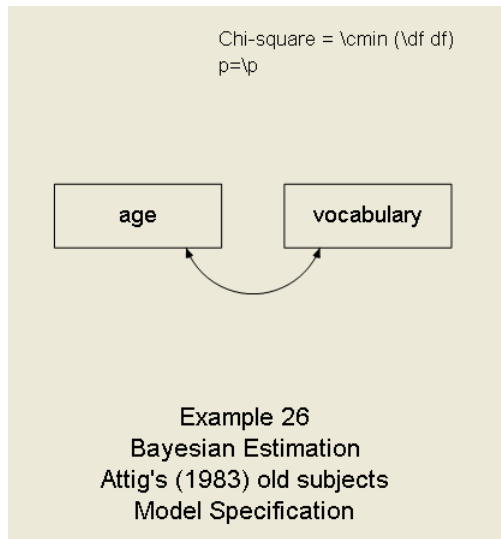 Chi-square = \cmin (\df df)
p=\p
age
vocabulary
Example 26
Bayesian Estimation
Attig's (1983) old subjects
Model Specification